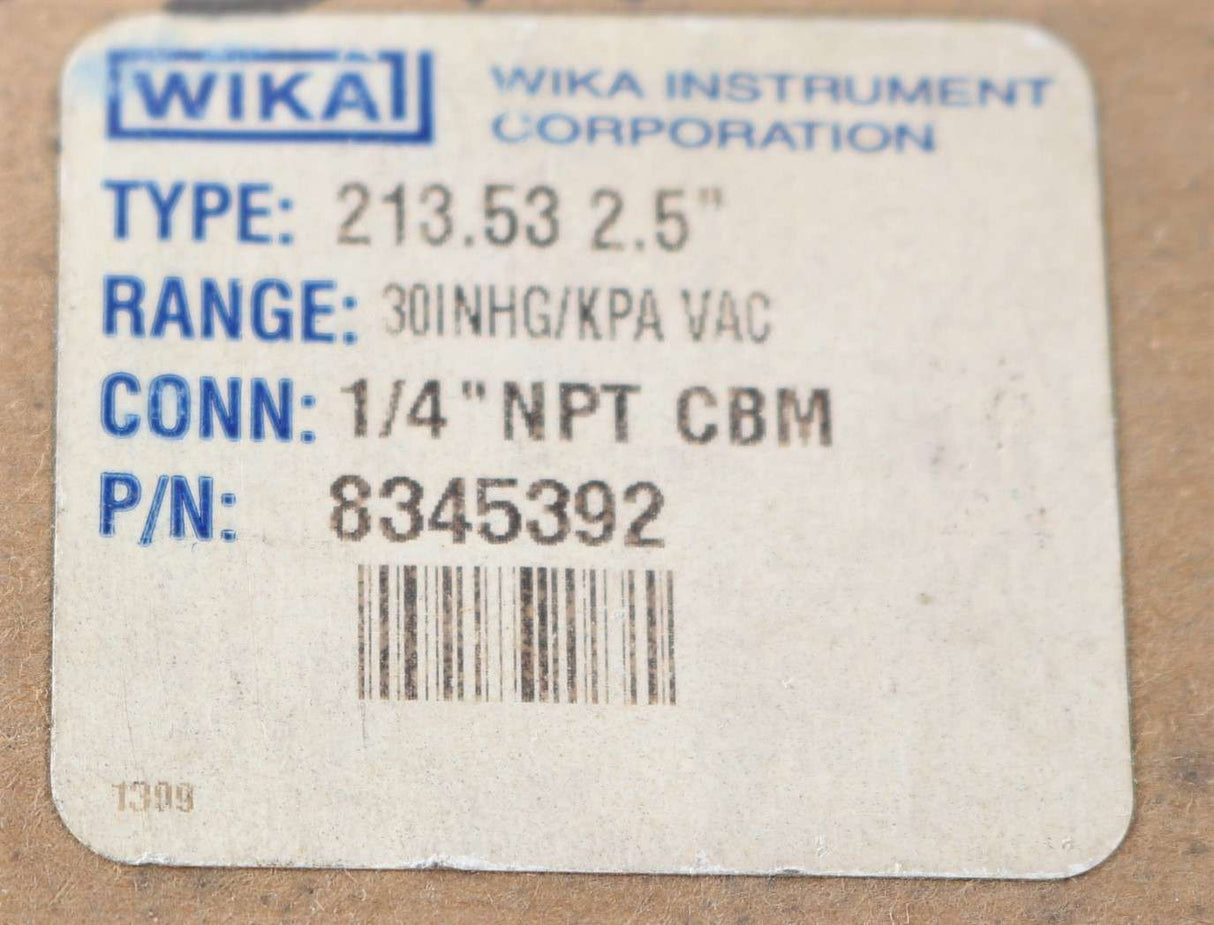 WIKA
WIKA INSTRUMENT
CORPORATION
TYPE: 213.53 2.5"
RANGE: 30INHG/KPA VAC
CONN: 1/4"NPT CBM
P/N: 8345392
1399